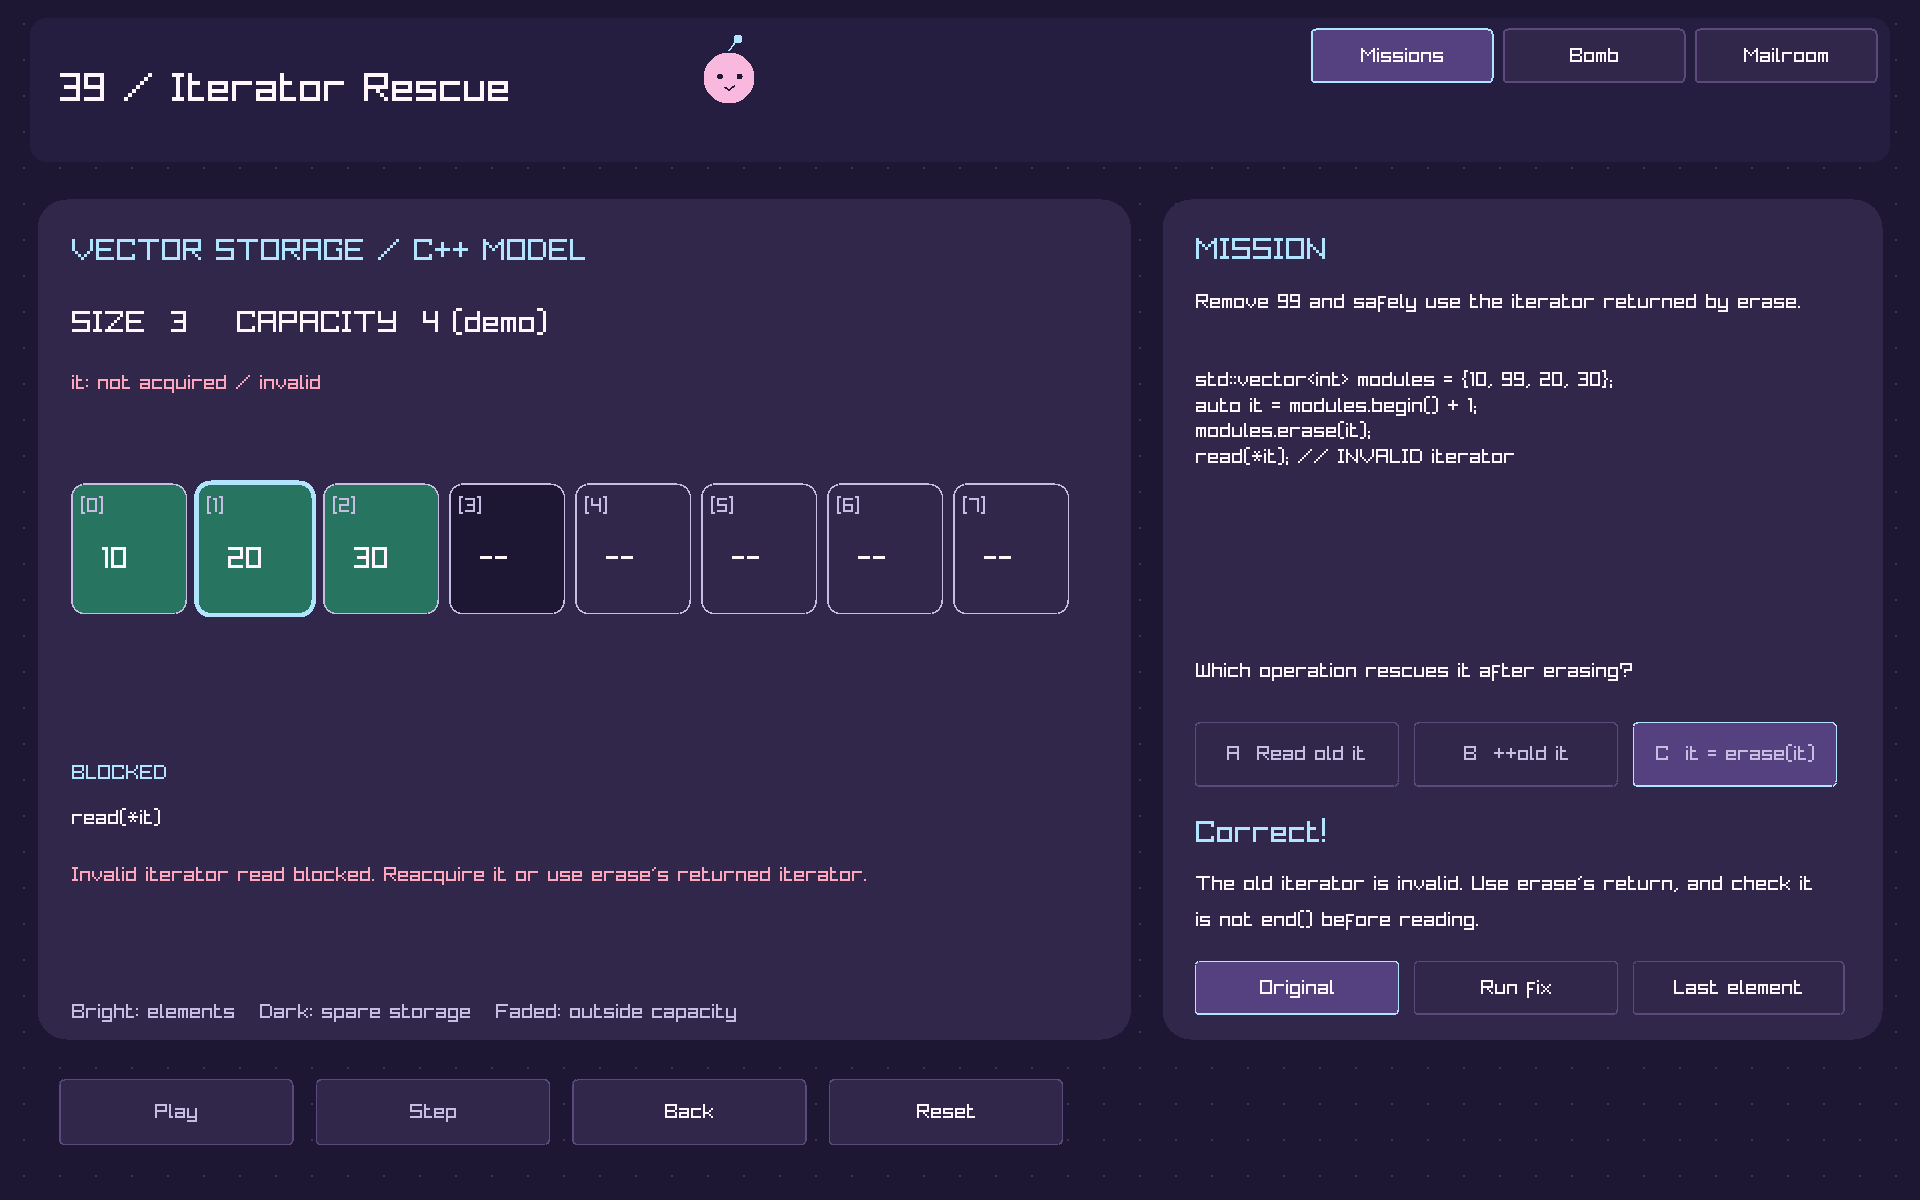 39 / Iterator Rescue
Missions
Bomb
Mailroom
VECTOR STORAGE / C++ MODEL
SIZE 3 CAPACITY 4 (demo)
it: not acquired / invalid
[0]
[1]
[2]
[3]
[4]
[5]
[6]
[7]
10
20
30
--
--
--
--
--
BLOCKED
read(*it)
Invalid iterator read blocked. Reacquire it or use erase's returned iterator.
Bright: elements Dark: spare storage Faded: outside capacity
MISSION
Remove 99 and safely use the iterator returned by erase.
std::vector<int> modules = {10, 99, 20, 30};
auto it = modules.begin() + 1;
modules.erase(it);
read(*it); // INVALID iterator
Which operation rescues it after erasing?
A Read old it
B ++old it
C it = erase(it)
Correct!
The old iterator is invalid. Use erase's return, and check it
is not end() before reading.
Original
Run fix
Last element
Play
Step
Back
Reset